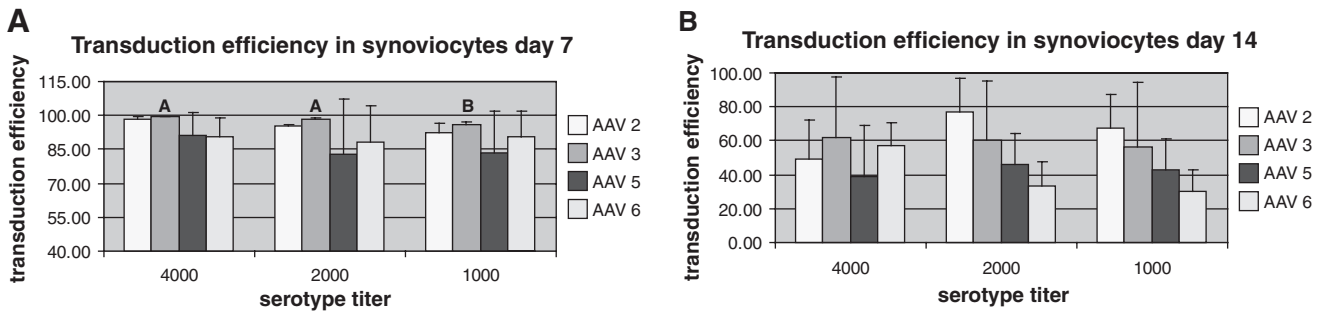 A
Transduction efficiency in synoviocytes day 7
transduction efficiency
115.00
100.00
85.00
70.00
55.00
40.00
A
A
B
4000
2000
1000
serotype titer
AAV 2
AAV 3
AAV 5
AAV 6
B
Transduction efficiency in synoviocytes day 14
transduction efficiency
100.00
80.00
60.00
40.00
20.00
0.00
4000
2000
1000
serotype titer
AAV 2
AAV 3
AAV 5
AAV 6